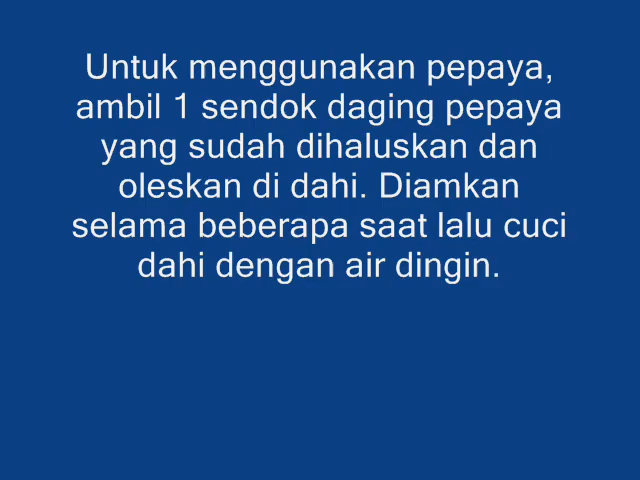 Untuk menggunakan pepaya,
ambil 1 sendok daging pepaya
yang sudah dihaluskan dan
oleskan di dahi. Diamkan
selama beberapa saat lalu cuci
dahi dengan air dingin.